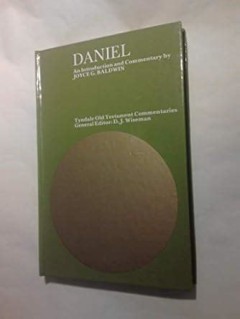 DANIEL
An Introduction and Commentary by
JOYCE G. BALDWIN
Tyndale Old Testament Commentaries
General Editor: D. J. Wiseman